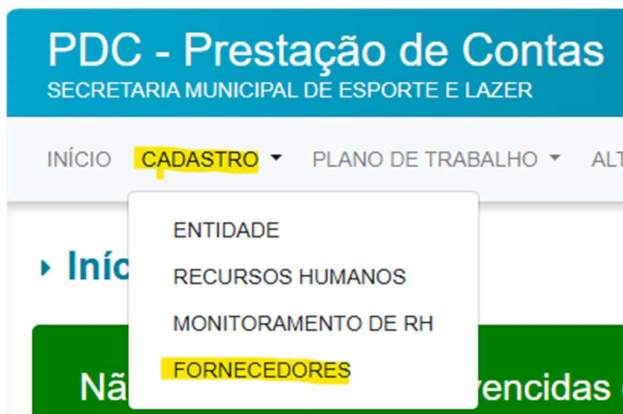 PDC - Prestação de Contas
SECRETARIA MUNICIPAL DE ESPORTE E LAZER
INÍCIO CADASTRO PLANO DE TRABALHO
ENTIDADE
RECURSOS HUMANOS
MONITORAMENTO DE RH
FORNECEDORES